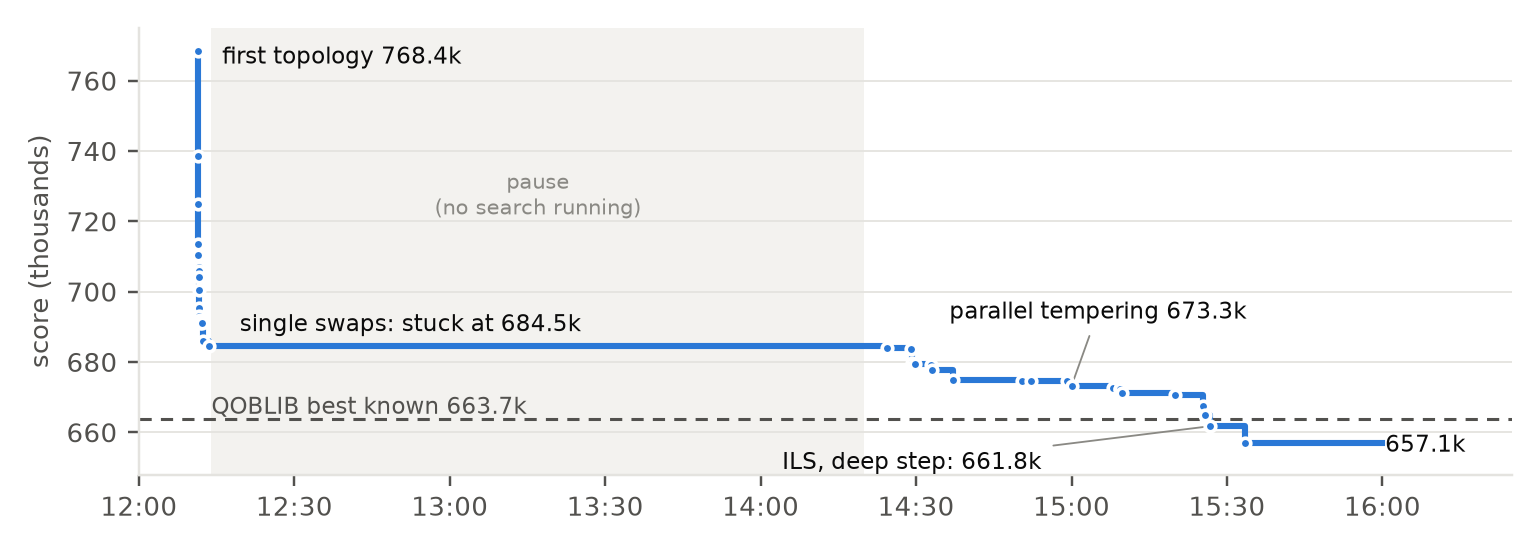 first topology 768.4k
760
740
pause
(no search running)
720
score (thousands)
700
parallel tempering 673.3k
single swaps: stuck at 684.5k
680
QOBLIB best known 663.7k
660
657.1k
ILS, deep step: 661.8k
12:00 12:30 13:00 13:30 14:00 14:30 15:00 15:30 16:00